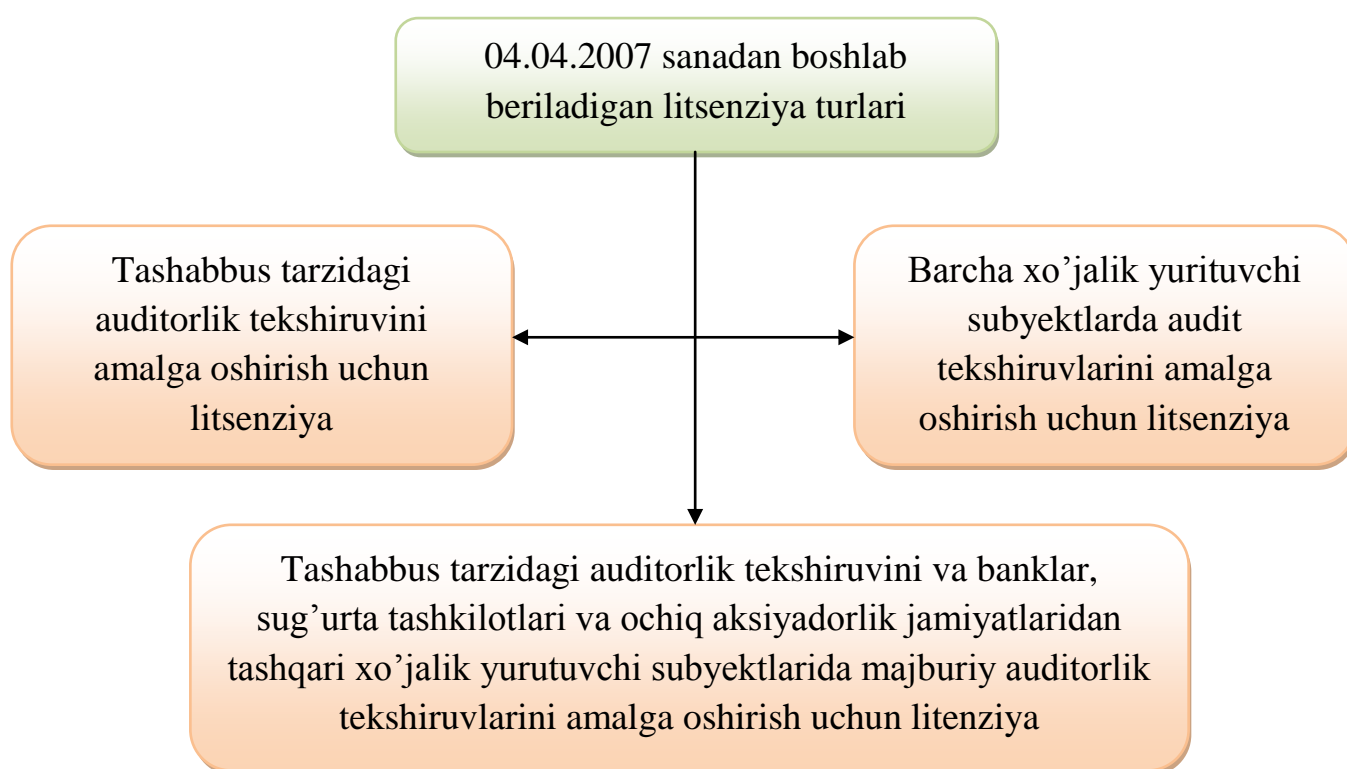 04.04.2007 sanadan boshlab
beriladigan litsenziya turlari
Tashabbus tarzidagi
auditorlik tekshiruvini
amalga oshirish uchun
litsenziya
Barcha xo’jalik yurituvchi
subyektlarda audit
tekshiruvlarini amalga
oshirish uchun litsenziya
Tashabbus tarzidagi auditorlik tekshiruvini va banklar,
sug’urta tashkilotlari va ochiq aksiyadorlik jamiyatlaridan
tashqari xo’jalik yurutuvchi subyektlarida majburiy auditorlik
tekshiruvlarini amalga oshirish uchun litenziya